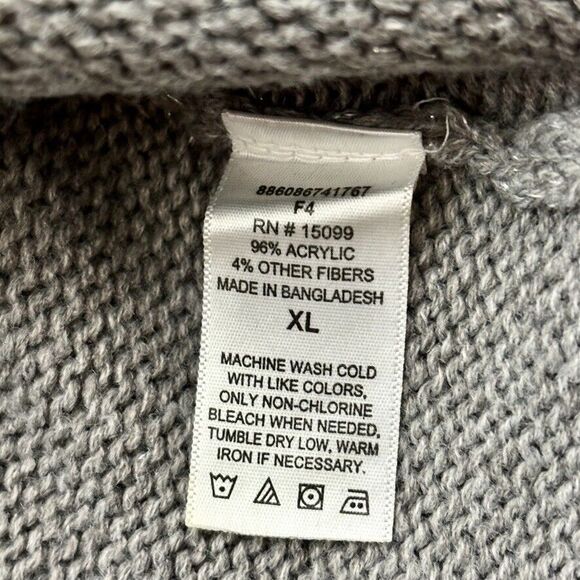 886086741767
F4
RN # 15099
96% ACRYLIC
4% OTHER FIBERS
MADE IN BANGLADESH
XL
MACHINE WASH COLD
WITH LIKE COLORS,
ONLY NON-CHLORINE
BLEACH WHEN NEEDED,
TUMBLE DRY LOW, WARM
IRON IF NECESSARY.